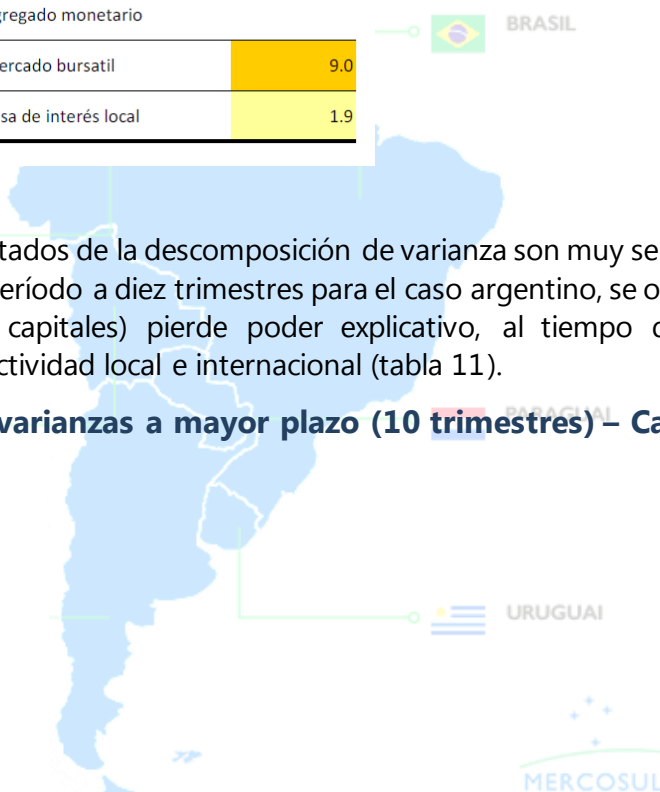 gregado monetario
BRASIL
ercado bursatil 9.0
sa de interés local 1.9
tados de la descomposición de varianza son muy se
eríodo a diez trimestres para el caso argentino, se o
capitales) pierde poder explicativo, al tiempo
ctividad local e internacional (tabla 11).
PARAGUAI
varianzas a mayor plazo (10 trimestres) – Ca
URUGUAI
MERCOSUL